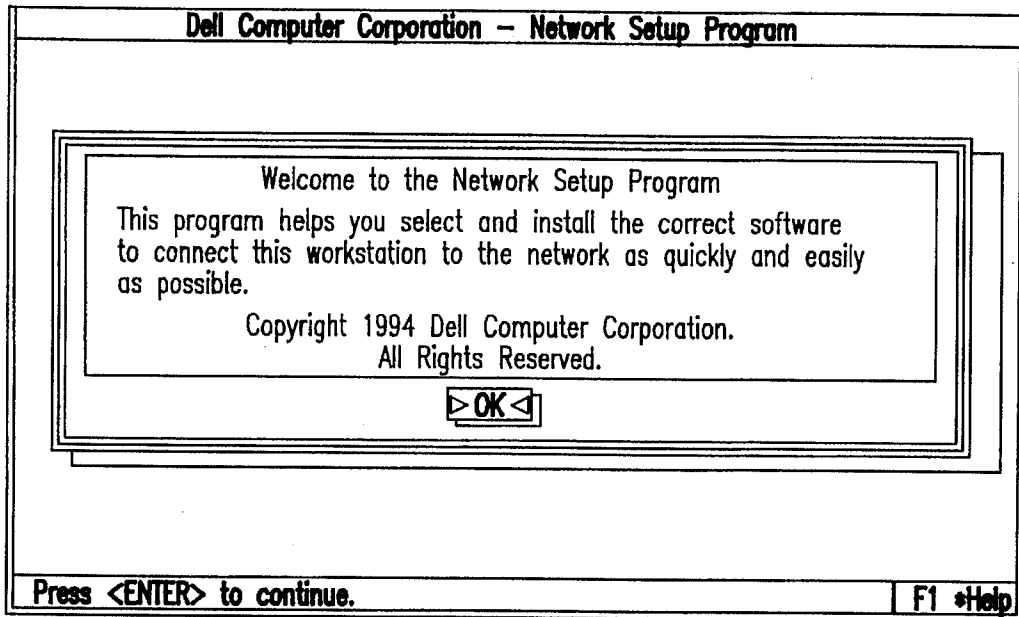 Dell Computer Corporation – Network Setup Program
Welcome to the Network Setup Program
This program helps you select and install the correct software
to connect this workstation to the network as quickly and easily
as possible.
Copyright 1994 Dell Computer Corporation.
All Rights Reserved.
▷ OK ◁
Press <ENTER> to continue.
F1 *Help